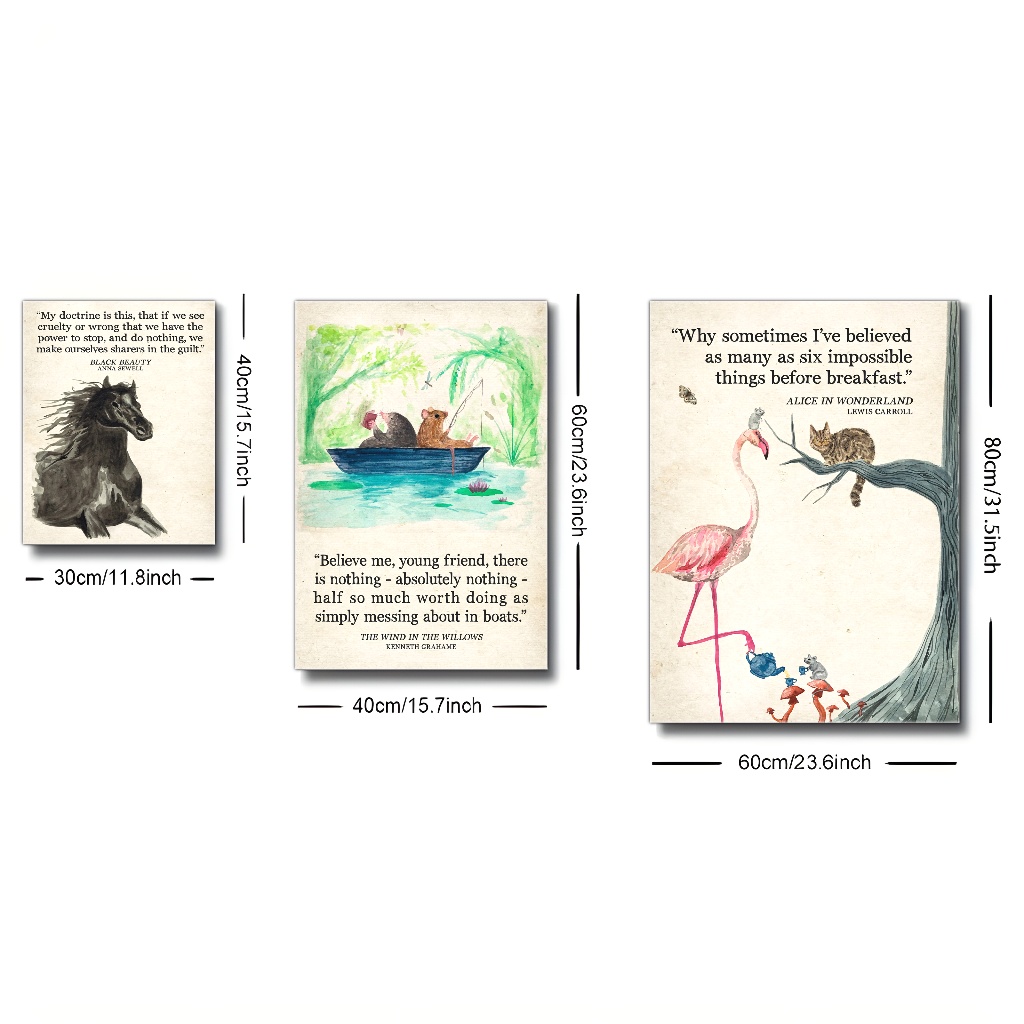 “My doctrine is this, that if we see
cruelty or wrong that we have the
power to stop, and do nothing, we
make ourselves sharers in the guilt.”
BLACK BEAUTY
ANNA SEWELL
40cm/15.7inch
30cm/11.8inch
“Believe me, young friend, there
is nothing - absolutely nothing -
half so much worth doing as
simply messing about in boats.”
THE WIND IN THE WILLOWS
KENNETH GRAHAME
60cm/23.6inch
40cm/15.7inch
“Why sometimes I’ve believed
as many as six impossible
things before breakfast.”
ALICE IN WONDERLAND
LEWIS CARROLL
80cm/31.5inch
60cm/23.6inch